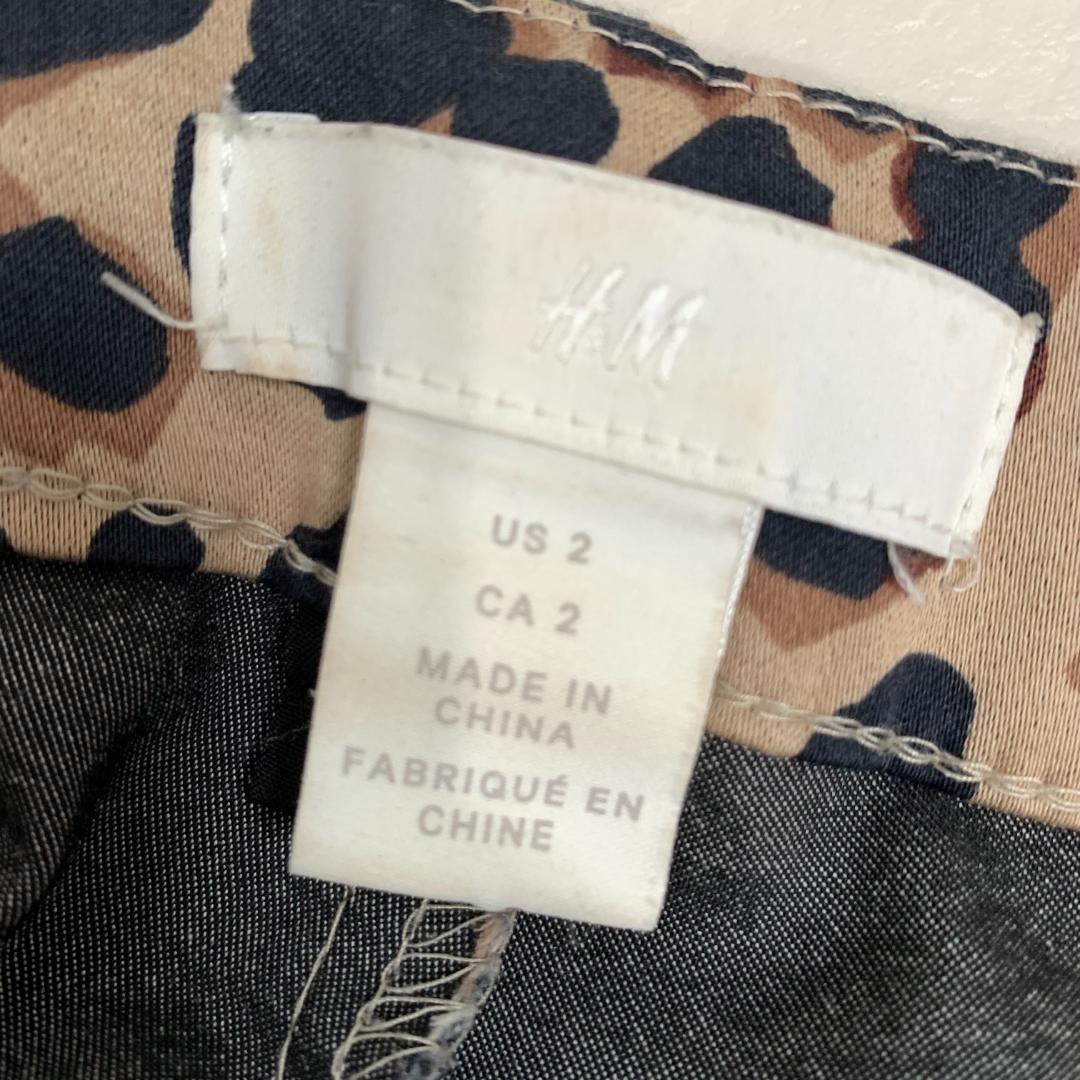 H&M
US 2
CA 2
MADE IN
CHINA
FABRIQUÉ EN
CHINE